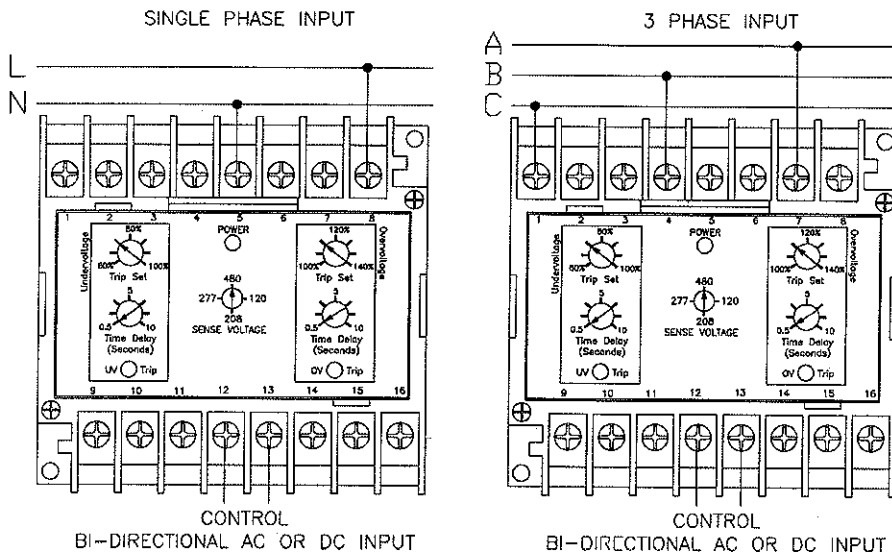 SINGLE PHASE INPUT
L
N
1 2 3 4 5 6 7 8
Undervoltage
80%
60% 100%
Trip Set
5
0.5 10
Time Delay
(Seconds)
UV Trip
POWER
480
277 120
208
SENSE VOLTAGE
Overvoltage
120%
100% 140%
Trip Set
5
0.5 10
Time Delay
(Seconds)
OV Trip
9 10 11 12 13 14 15 16
CONTROL
BI-DIRECTIONAL AC OR DC INPUT
3 PHASE INPUT
A
B
C
1 2 3 4 5 6 7 8
Undervoltage
80%
60% 100%
Trip Set
5
0.5 10
Time Delay
(Seconds)
UV Trip
POWER
480
277 120
208
SENSE VOLTAGE
Overvoltage
120%
100% 140%
Trip Set
5
0.5 10
Time Delay
(Seconds)
OV Trip
9 10 11 12 13 14 15 16
CONTROL
BI-DIRECTIONAL AC OR DC INPUT